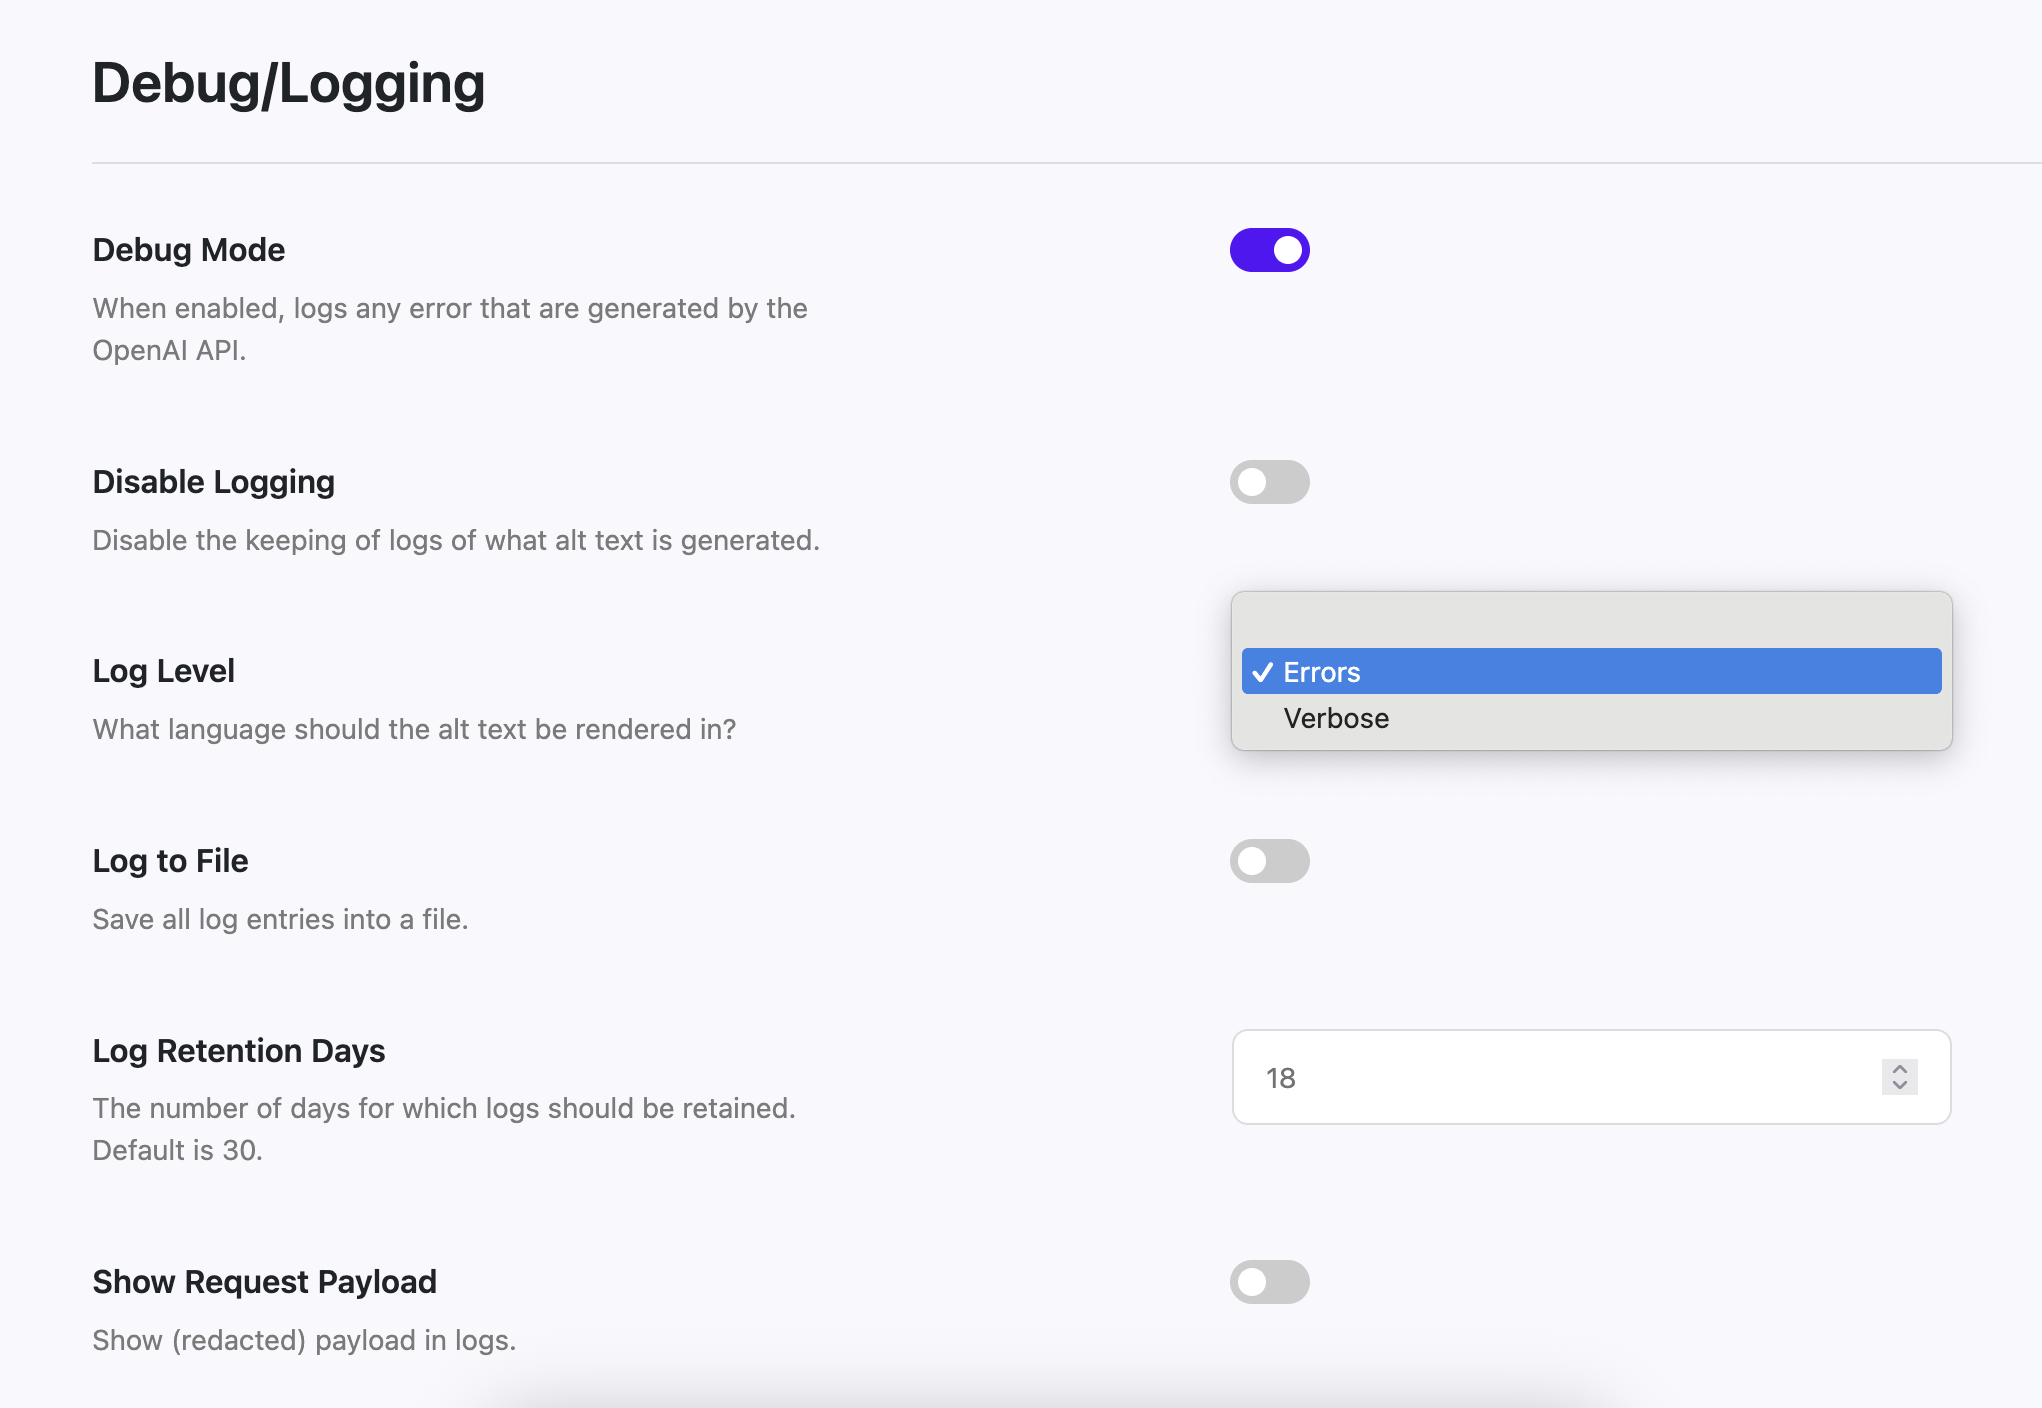 Debug/Logging
Debug Mode
When enabled, logs any error that are generated by the
OpenAI API.
Disable Logging
Disable the keeping of logs of what alt text is generated.
Log Level
What language should the alt text be rendered in?
Errors
Verbose
Log to File
Save all log entries into a file.
Log Retention Days
The number of days for which logs should be retained.
Default is 30.
18
Show Request Payload
Show (redacted) payload in logs.